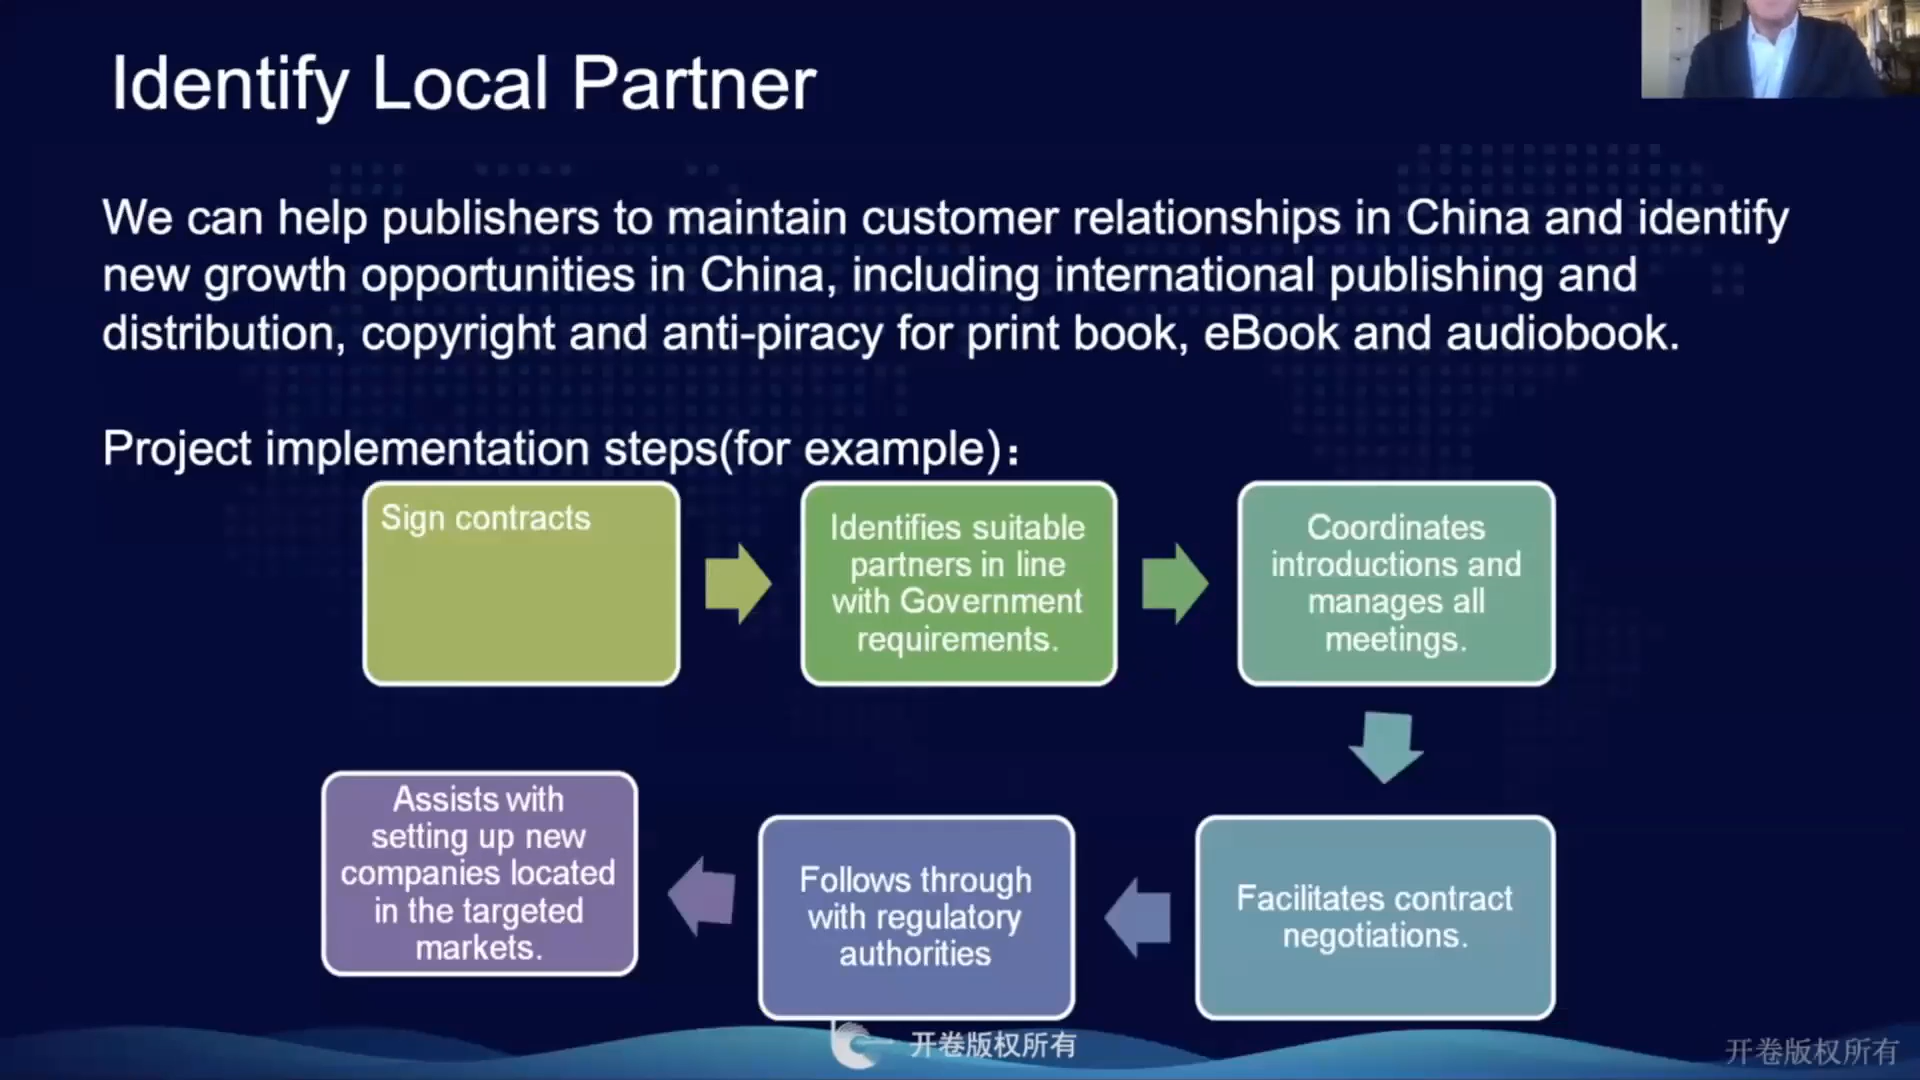 Identify Local Partner
We can help publishers to maintain customer relationships in China and identify
new growth opportunities in China, including international publishing and
distribution, copyright and anti-piracy for print book, eBook and audiobook.
Project implementation steps(for example)：
Sign contracts
Identifies suitable
partners in line
with Government
requirements.
Coordinates
introductions and
manages all
meetings.
Facilitates contract
negotiations.
Follows through
with regulatory
authorities
Assists with
setting up new
companies located
in the targeted
markets.
开卷版权所有
开卷版权所有